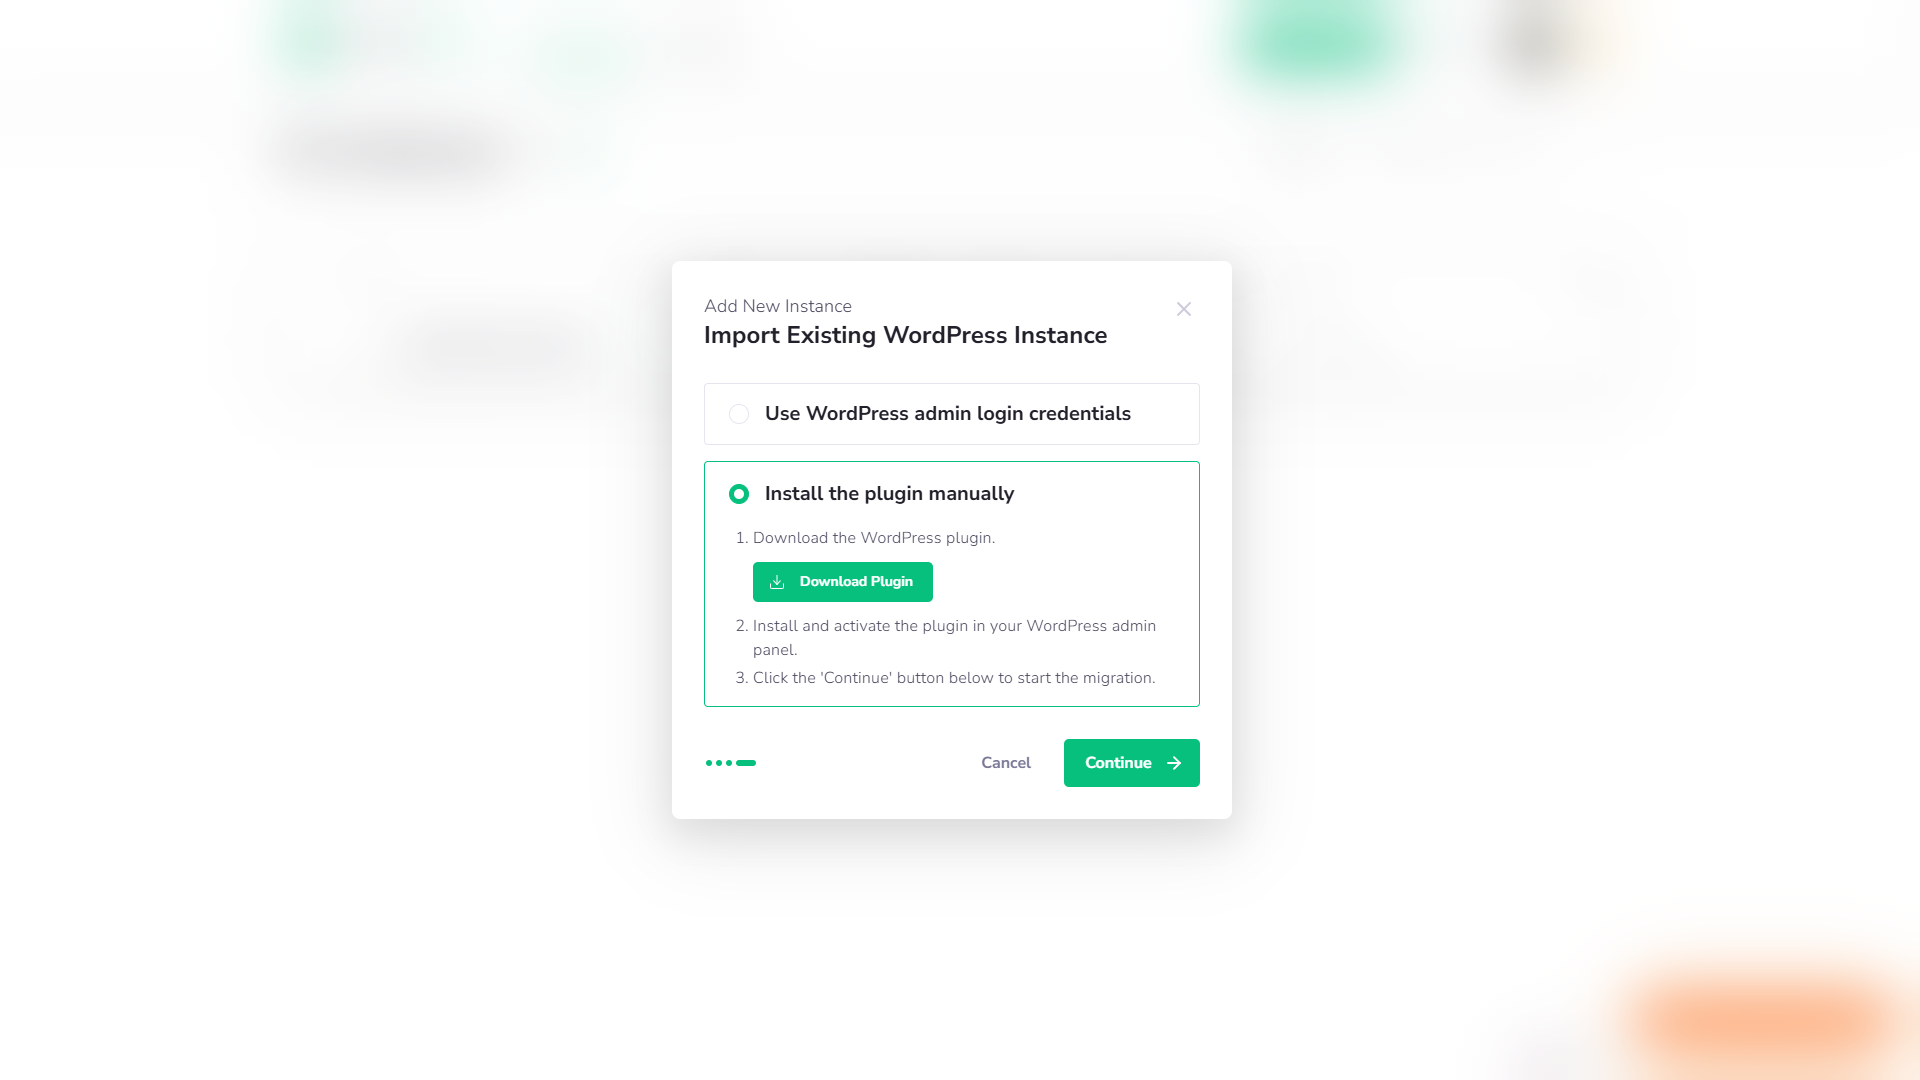 Add New Instance
Import Existing WordPress Instance
Use WordPress admin login credentials
Install the plugin manually
1. Download the WordPress plugin.
Download Plugin
2. Install and activate the plugin in your WordPress admin
panel.
3. Click the 'Continue' button below to start the migration.
Cancel
Continue